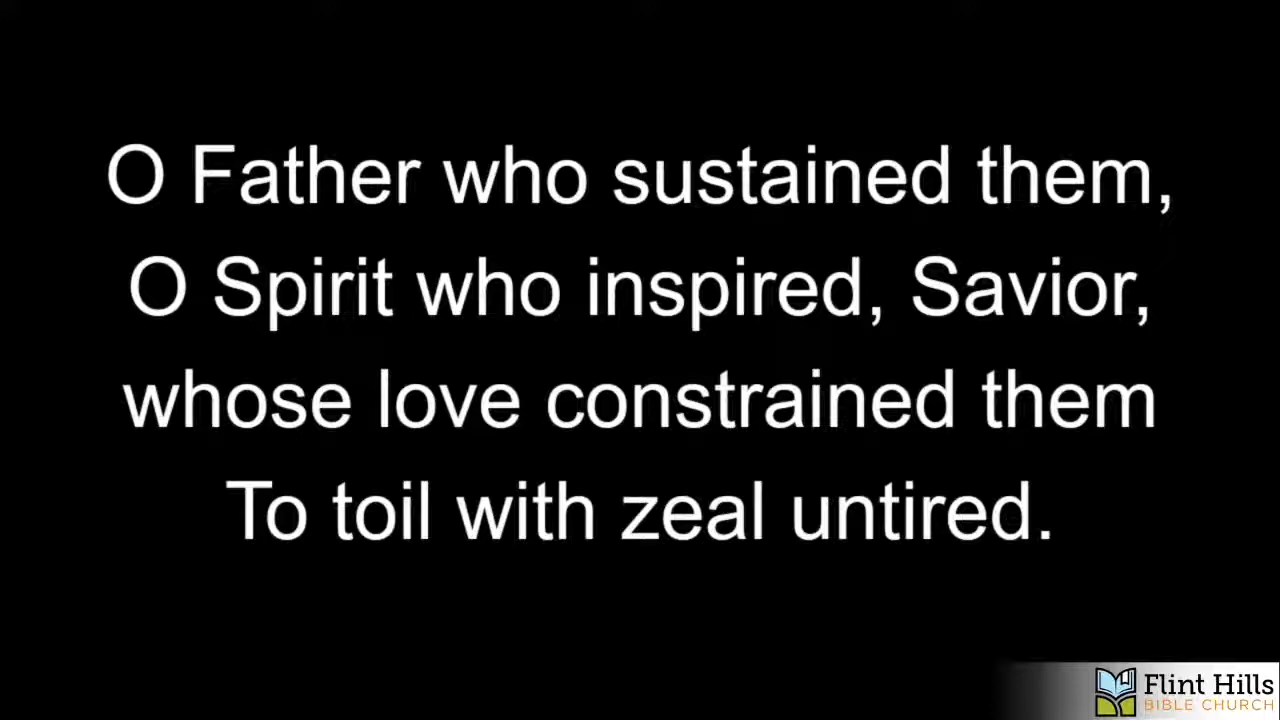 O Father who sustained them,
O Spirit who inspired, Savior,
whose love constrained them
To toil with zeal untired.
Flint Hills
BIBLE CHURCH